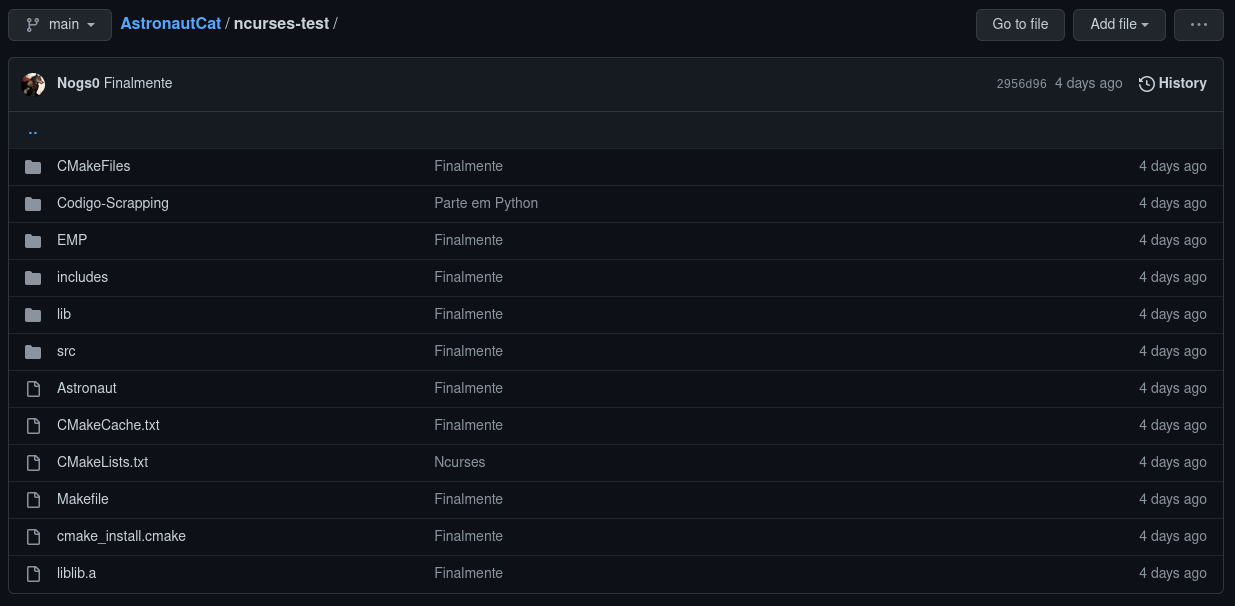 main AstronautCat / ncurses-test / Go to file Add file ...
Nogs0 Finalmente 2956d96 4 days ago History
..
CMakeFiles Finalmente 4 days ago
Codigo-Scrapping Parte em Python 4 days ago
EMP Finalmente 4 days ago
includes Finalmente 4 days ago
lib Finalmente 4 days ago
src Finalmente 4 days ago
Astronaut Finalmente 4 days ago
CMakeCache.txt Finalmente 4 days ago
CMakeLists.txt Ncurses 4 days ago
Makefile Finalmente 4 days ago
cmake_install.cmake Finalmente 4 days ago
liblib.a Finalmente 4 days ago